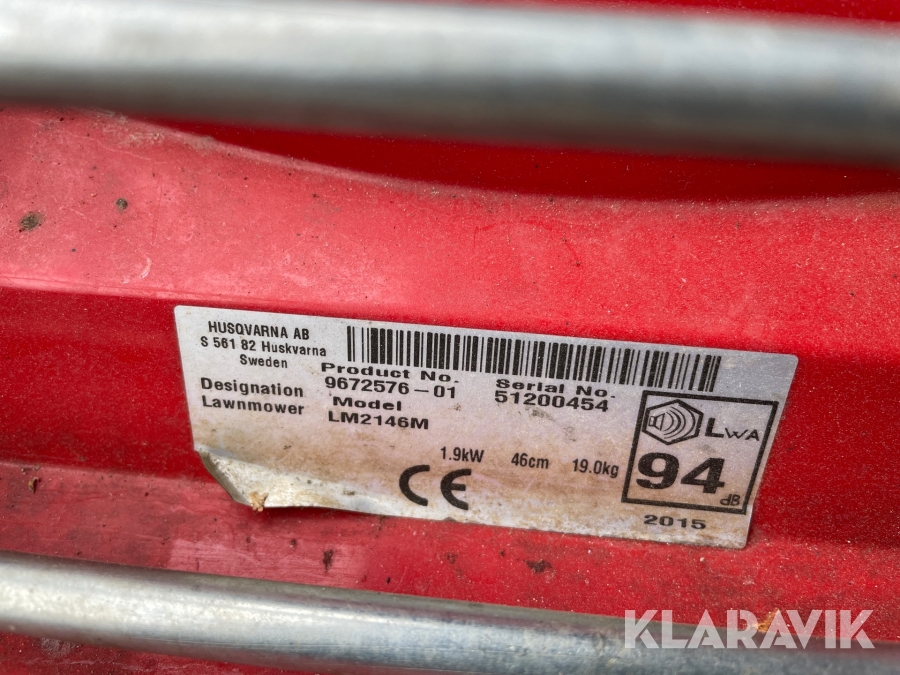 HUSQVARNA AB
S 561 82 Huskvarna
Sweden
Product No. Serial No.
Designation 9672576-01 51200454
Lawnmower Model
LM2146M
LWA
1.9kW 46cm 19.0kg
94
dB
CE
2015
KLARAVIK